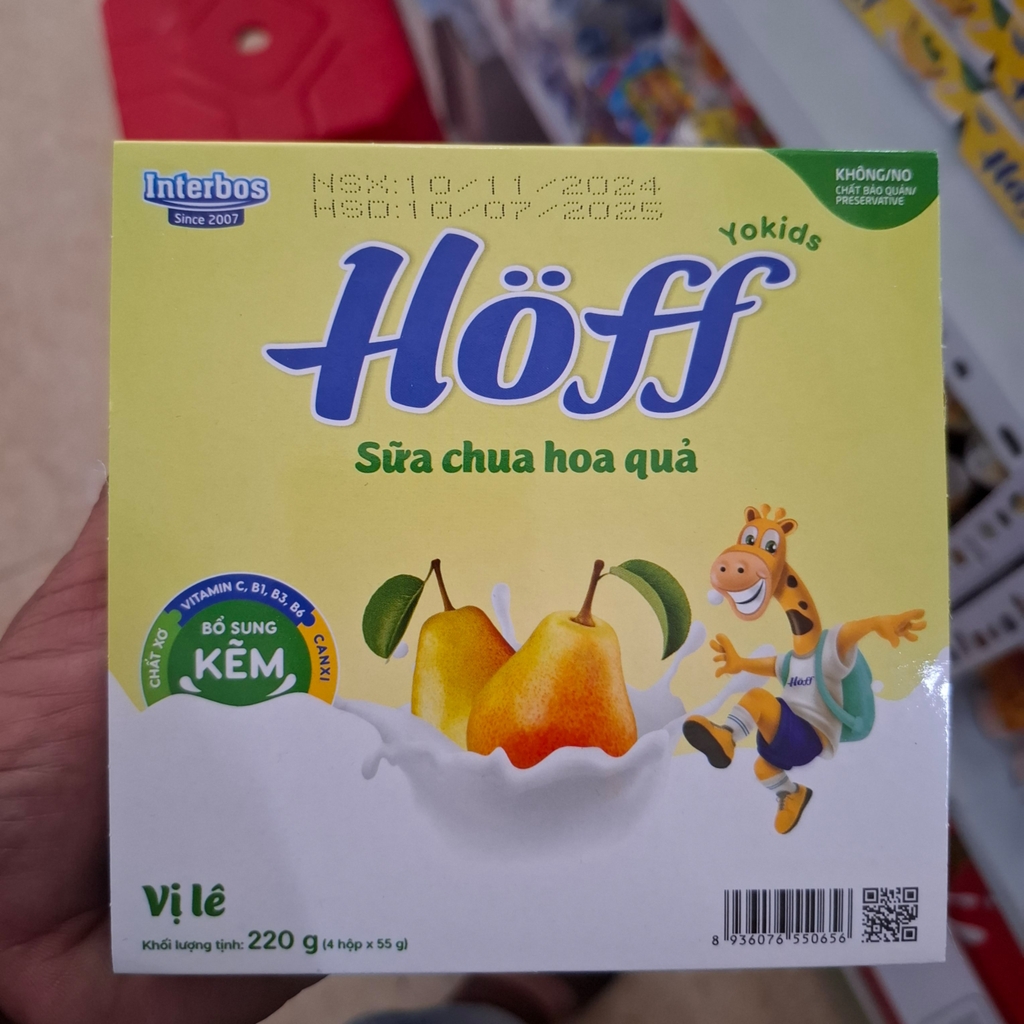 Interbos
Since 2007
NSX:10/11/2024
HSD:10/07/2025
KHÔNG/NO
CHẤT BẢO QUẢN/
PRESERVATIVE
Yokids
Höff
Sữa chua hoa quả
VITAMIN C, B1, B3, B6
CHẤT XƠ
CANXI
BỔ SUNG
KẼM
Höff
Vị lê
Khối lượng tịnh: 220 g (4 hộp x 55 g)
8 936076 550656